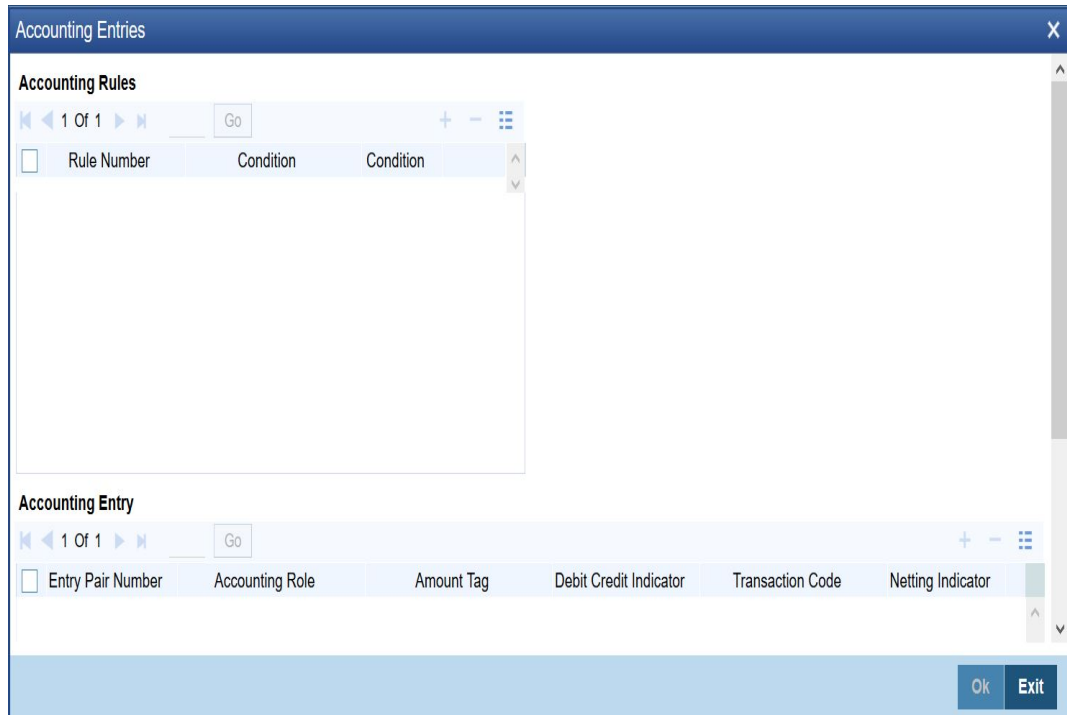 Accounting Entries
Accounting Rules
1 Of 1 Go
Rule Number Condition Condition
Accounting Entry
1 Of 1 Go
Entry Pair Number Accounting Role Amount Tag Debit Credit Indicator Transaction Code Netting Indicator
Ok Exit